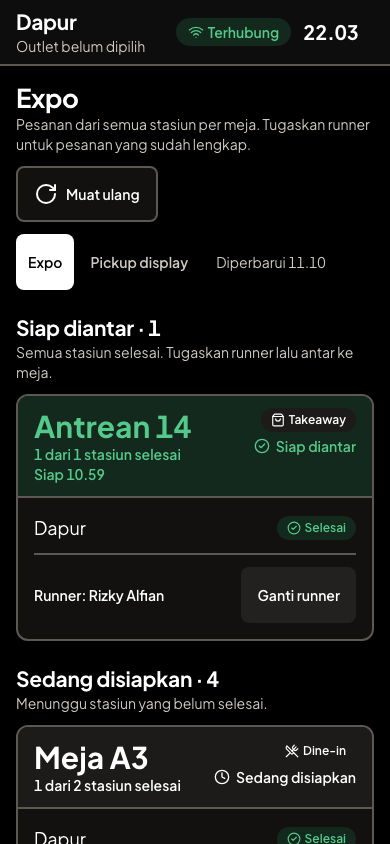 Dapur
Outlet belum dipilih
Terhubung
22.03
Expo
Pesanan dari semua stasiun per meja. Tugaskan runner
untuk pesanan yang sudah lengkap.
Muat ulang
Expo
Pickup display
Diperbarui 11.10
Siap diantar · 1
Semua stasiun selesai. Tugaskan runner lalu antar ke
meja.
Antrean 14
Takeaway
1 dari 1 stasiun selesai
Siap diantar
Siap 10.59
Dapur
Selesai
Runner: Rizky Alfian
Ganti runner
Sedang disiapkan · 4
Menunggu stasiun yang belum selesai.
Meja A3
Dine-in
1 dari 2 stasiun selesai
Sedang disiapkan
Dapur
Selesai